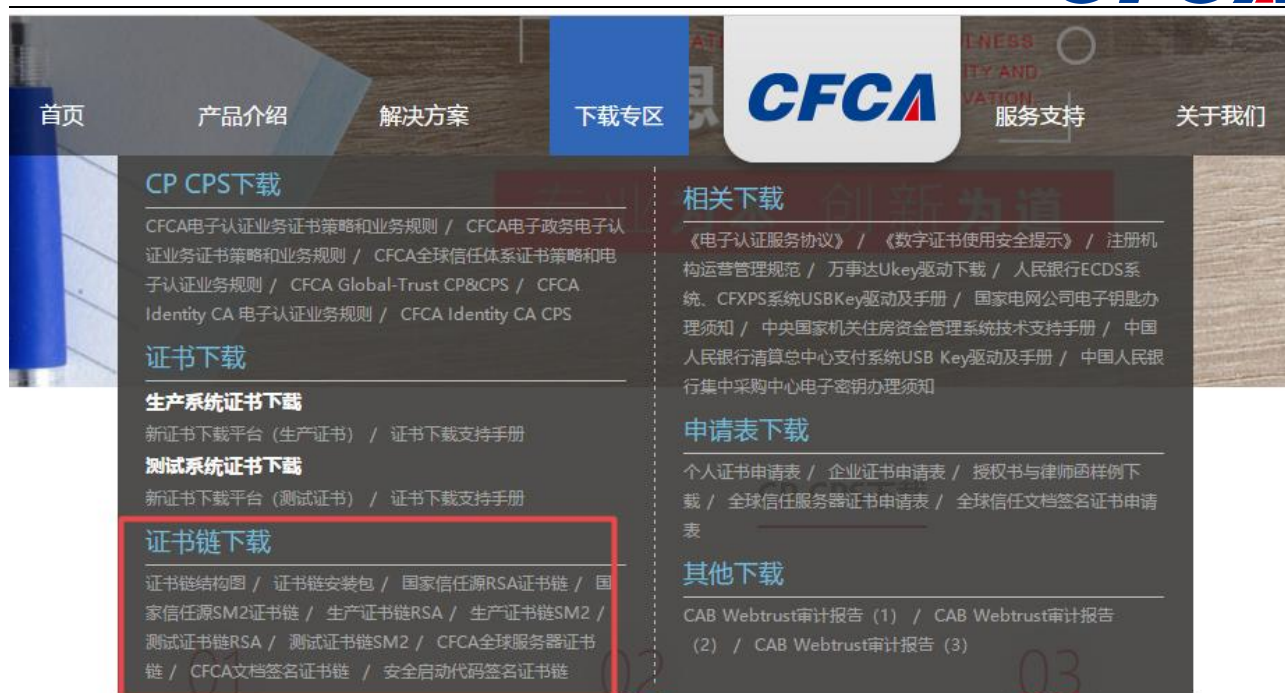 CFCA
首页
产品介绍
解决方案
下载专区
CFCA
服务支持
关于我们
CP CPS下载
CFCA电子认证业务证书策略和业务规则 / CFCA电子政务电子认
证业务证书策略和业务规则 / CFCA全球信任体系证书策略和电
子认证业务规则 / CFCA Global-Trust CP&CPS / CFCA
Identity CA 电子认证业务规则 / CFCA Identity CA CPS
证书下载
生产系统证书下载
新证书下载平台（生产证书） / 证书下载支持手册
测试系统证书下载
新证书下载平台（测试证书） / 证书下载支持手册
证书链下载
证书链结构图 / 证书链安装包 / 国家信任源RSA证书链 / 国
家信任源SM2证书链 / 生产证书链RSA / 生产证书链SM2 /
测试证书链RSA / 测试证书链SM2 / CFCA全球服务器证书
链 / CFCA文档签名证书链 / 安全启动代码签名证书链
相关下载
《电子认证服务协议》 / 《数字证书使用安全提示》 / 注册机
构运营管理规范 / 万事达Ukey驱动下载 / 人民银行ECDS系
统、CFXPS系统USBKey驱动及手册 / 国家电网公司电子钥匙办
理须知 / 中央国家机关住房资金管理系统技术支持手册 / 中国
人民银行清算总中心支付系统USB Key驱动及手册 / 中国人民银
行集中采购中心电子密钥办理须知
申请表下载
个人证书申请表 / 企业证书申请表 / 授权书与律师函样例下
载 / 全球信任服务器证书申请表 / 全球信任文档签名证书申请
表
其他下载
CAB Webtrust审计报告（1） / CAB Webtrust审计报告
（2） / CAB Webtrust审计报告（3）
创新为道
01
02
03